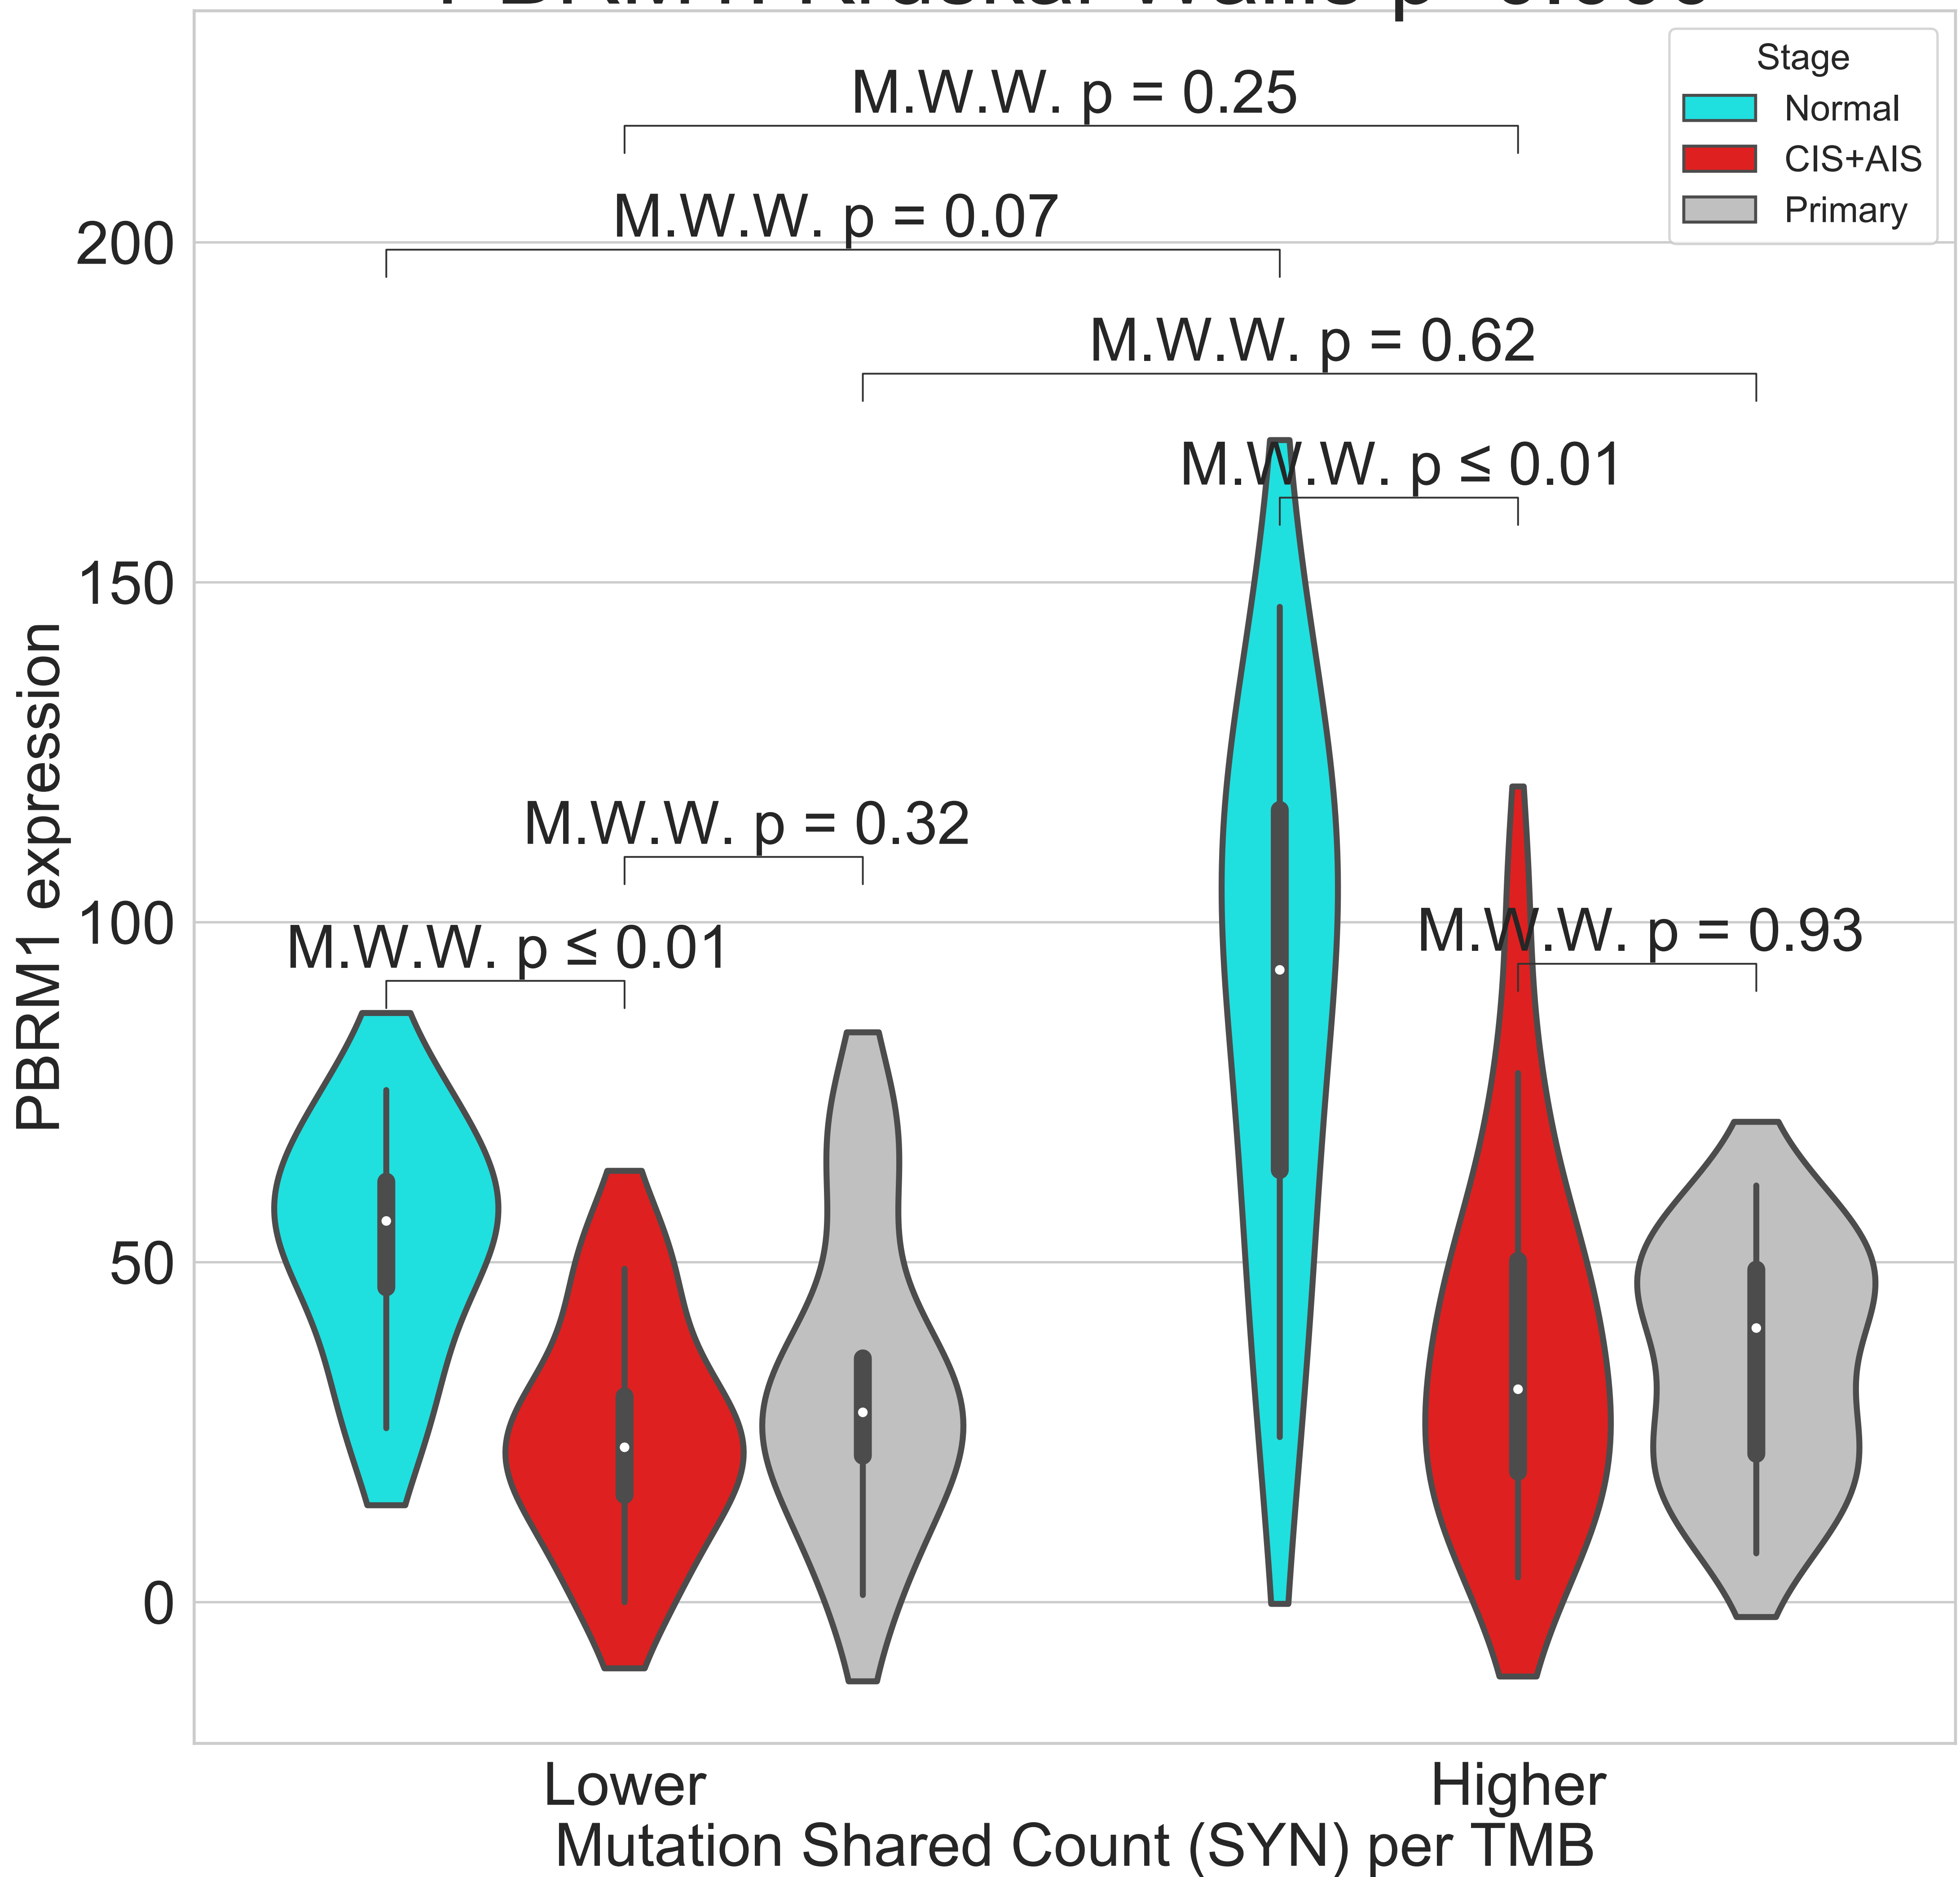 Stage
Normal
CIS+AIS
Primary
M.W.W. p = 0.25
M.W.W. p = 0.07
M.W.W. p = 0.62
M.W.W. p ≤ 0.01
M.W.W. p = 0.32
M.W.W. p ≤ 0.01
M.W.W. p = 0.93
PBRM1 expression
200
150
100
50
0
Lower
Higher
Mutation Shared Count (SYN) per TMB